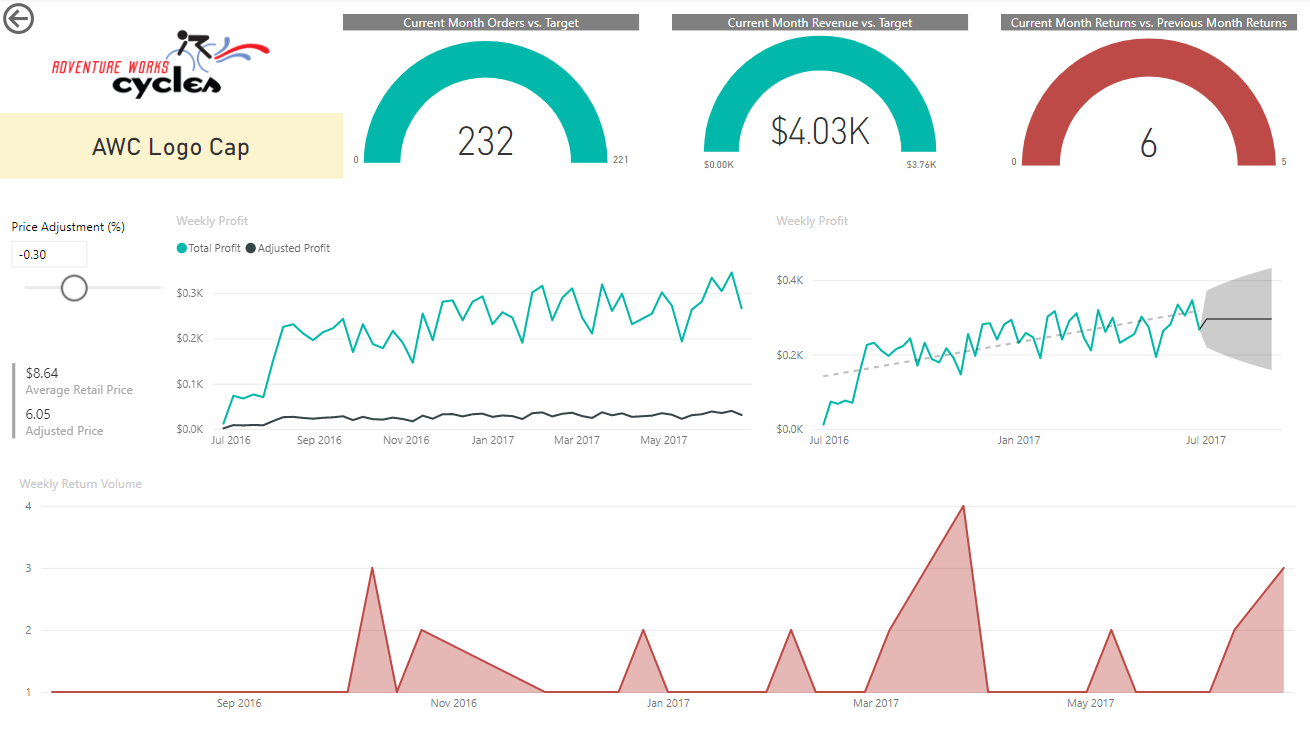 Current Month Orders vs. Target
Current Month Revenue vs. Target
Current Month Returns vs. Previous Month Returns
ADVENTURE WORKS
cycles
AWC Logo Cap
232
0
221
$4.03K
$0.00K
$3.76K
6
0
5
Price Adjustment (%)
-0.30
$8.64
Average Retail Price
6.05
Adjusted Price
Weekly Profit
Total Profit
Adjusted Profit
$0.3K
$0.2K
$0.1K
$0.0K
Jul 2016
Sep 2016
Nov 2016
Jan 2017
Mar 2017
May 2017
Weekly Profit
$0.4K
$0.2K
$0.0K
Jul 2016
Jan 2017
Jul 2017
Weekly Return Volume
4
3
2
1
Sep 2016
Nov 2016
Jan 2017
Mar 2017
May 2017